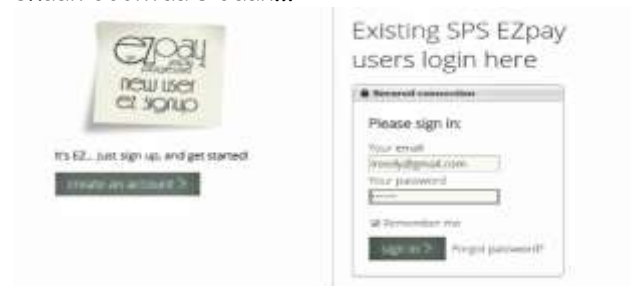 EZpay
new user
ez signup
It's EZ... just sign up, and get started!
create an account >
Existing SPS EZpay
users login here
Secured connection
Please sign in:
Your email
Your password
Remember me
sign in > Forgot password?